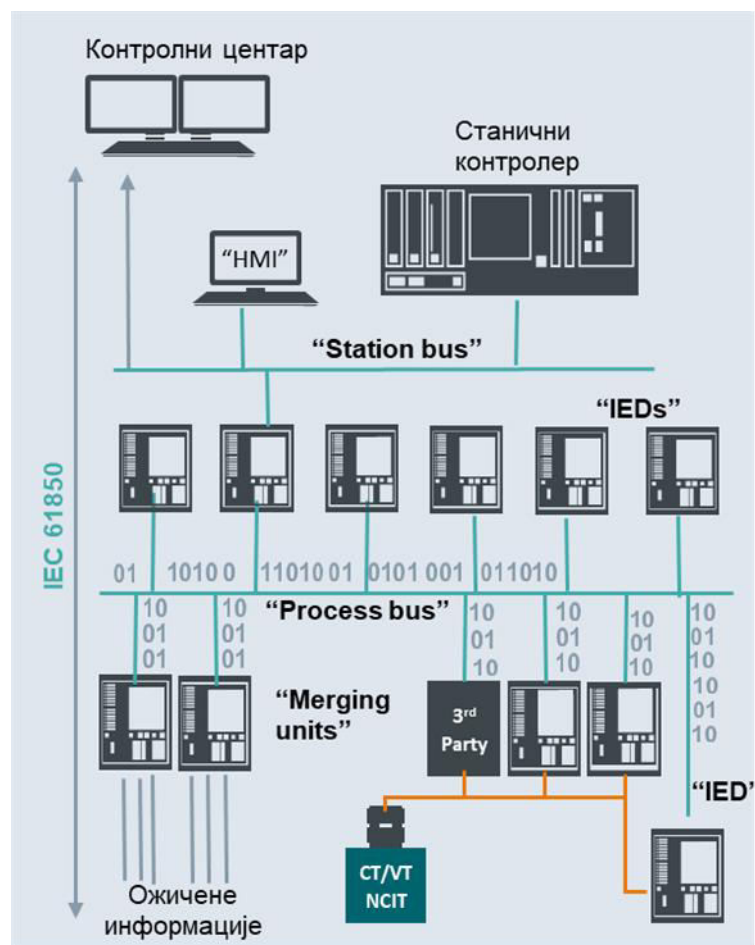 Контролни центар
Станични
контролер
“HMI”
“Station bus”
“IEDs”
IEC 61850
01 10100 11010 01 0101 001 011010
“Process bus”
10
01
01
10
01
01
10
01
10
10
01
10
10
01
10
10
01
10
10
01
10
“Merging
units”
3rd
Party
“IED”
CT/VT
NCIT
Ожичене
информације